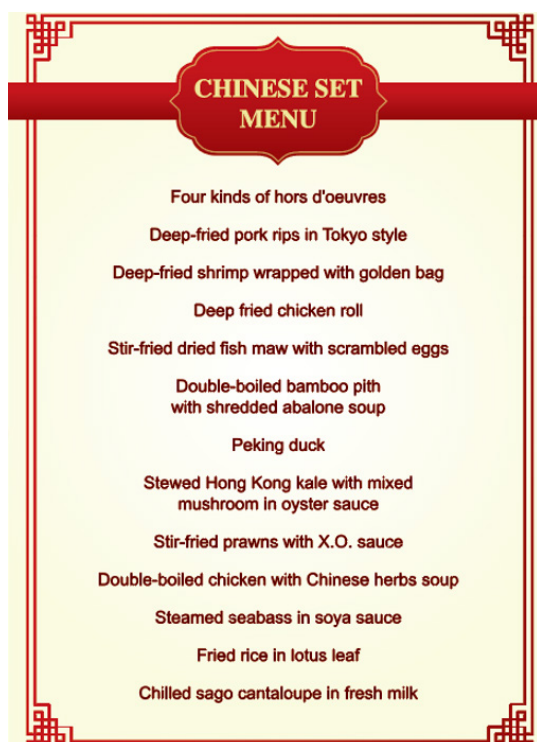 CHINESE SET
MENU
Four kinds of hors d'oeuvres
Deep-fried pork rips in Tokyo style
Deep-fried shrimp wrapped with golden bag
Deep fried chicken roll
Stir-fried dried fish maw with scrambled eggs
Double-boiled bamboo pith
with shredded abalone soup
Peking duck
Stewed Hong Kong kale with mixed
mushroom in oyster sauce
Stir-fried prawns with X.O. sauce
Double-boiled chicken with Chinese herbs soup
Steamed seabass in soya sauce
Fried rice in lotus leaf
Chilled sago cantaloupe in fresh milk